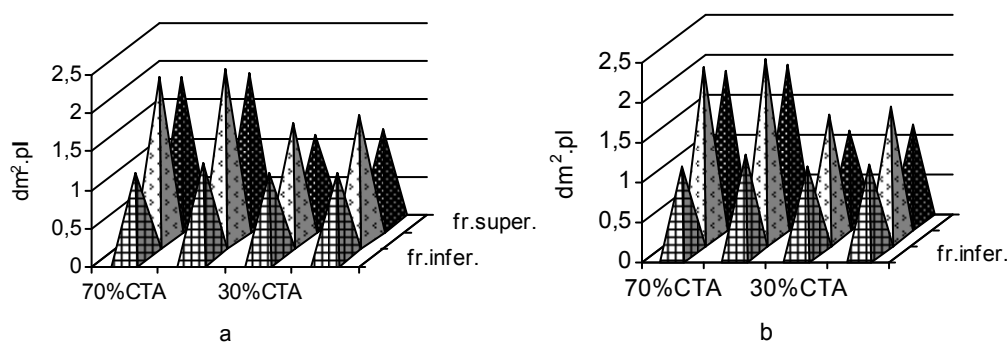 2,5
2
1,5
1
0,5
0
dm².pl
70%CTA
30%CTA
fr.infer.
fr.super.
a
2,5
2
1,5
1
0,5
0
dm².pl
70%CTA
30%CTA
fr.infer.
b